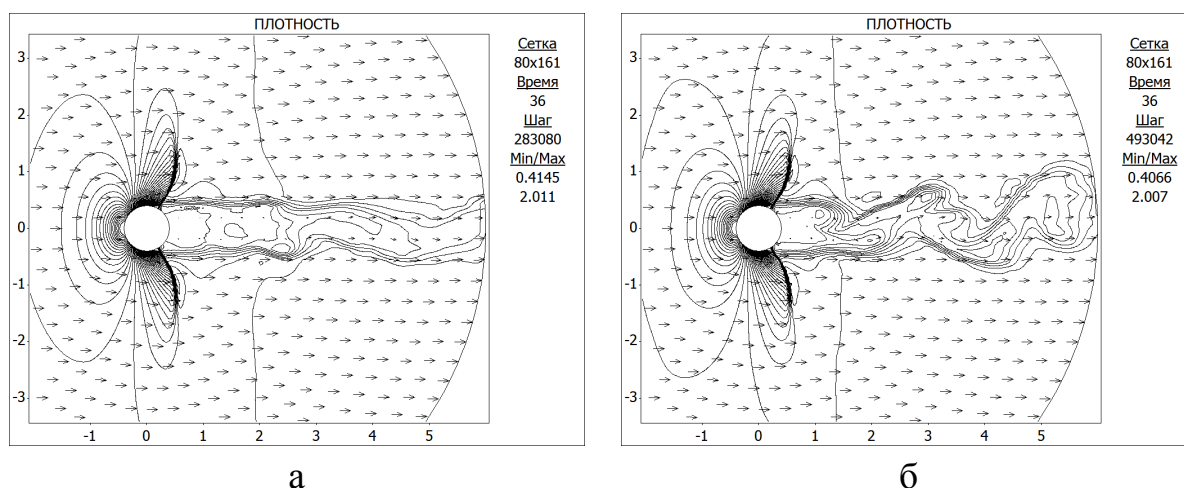 ПЛОТНОСТЬ
3
2
1
0
-1
-2
-3
-1 0 1 2 3 4 5
Сетка
80x161
Время
36
Шаг
283080
Min/Max
0.4145
2.011
а
ПЛОТНОСТЬ
3
2
1
0
-1
-2
-3
-1 0 1 2 3 4 5
Сетка
80x161
Время
36
Шаг
493042
Min/Max
0.4066
2.007
б